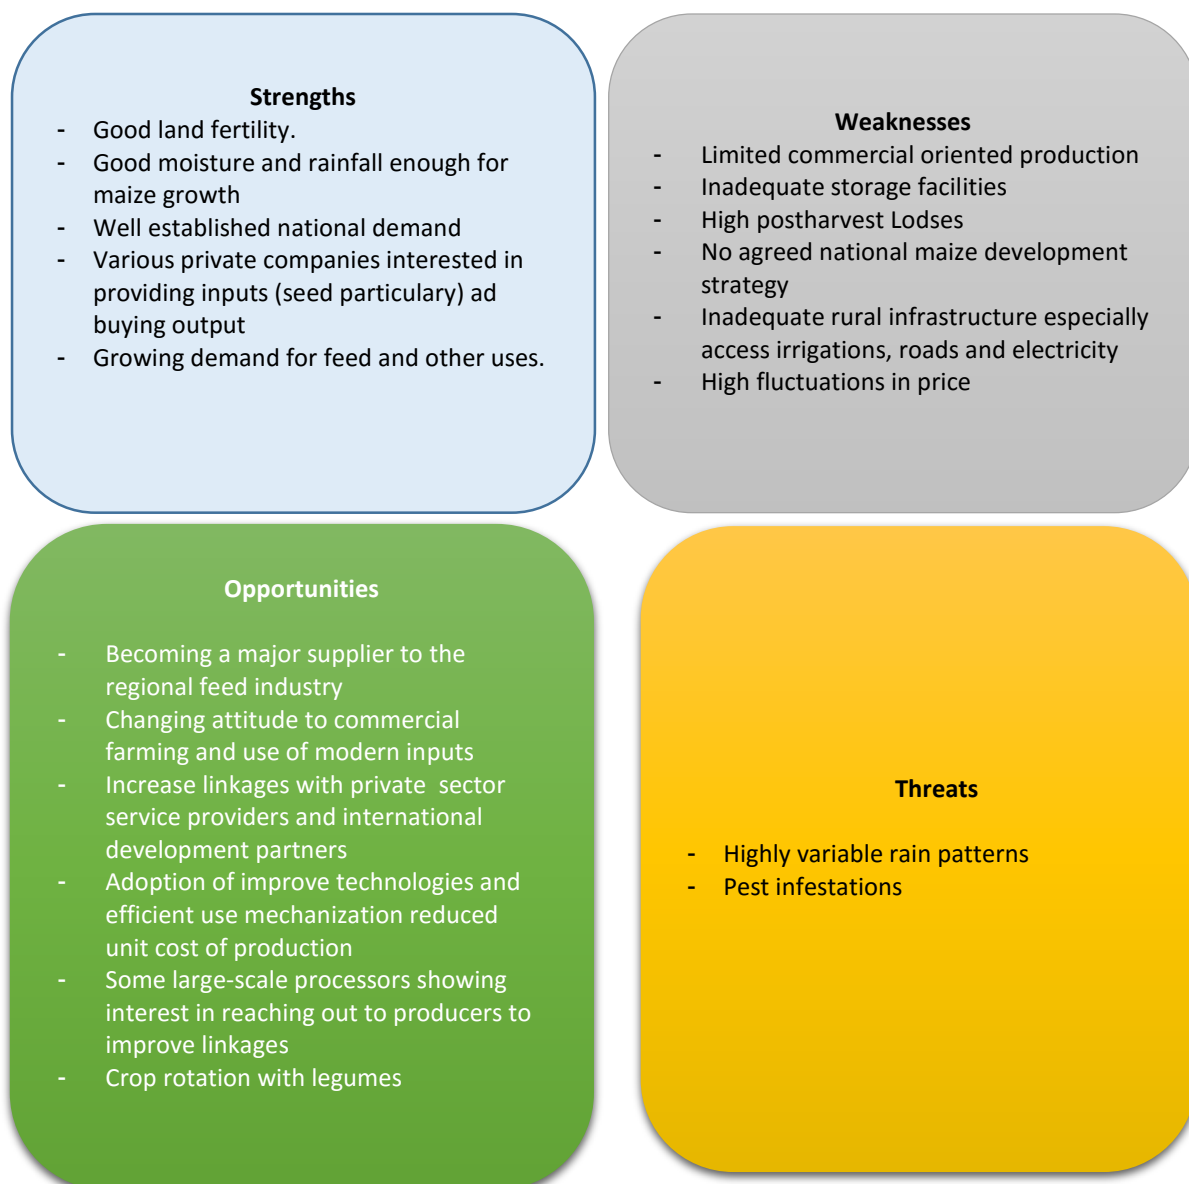 Strengths
- Good land fertility.
- Good moisture and rainfall enough for
maize growth
- Well established national demand
- Various private companies interested in
providing inputs (seed particulary) ad
buying output
- Growing demand for feed and other uses.
Weaknesses
- Limited commercial oriented production
- Inadequate storage facilities
- High postharvest Lodses
- No agreed national maize development
strategy
- Inadequate rural infrastructure especially
access irrigations, roads and electricity
- High fluctuations in price
Opportunities
- Becoming a major supplier to the
regional feed industry
- Changing attitude to commercial
farming and use of modern inputs
- Increase linkages with private sector
service providers and international
development partners
- Adoption of improve technologies and
efficient use mechanization reduced
unit cost of production
- Some large-scale processors showing
interest in reaching out to producers to
improve linkages
- Crop rotation with legumes
Threats
- Highly variable rain patterns
- Pest infestations